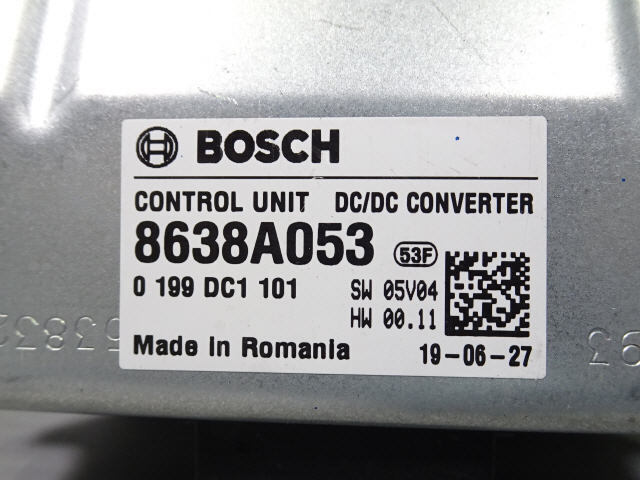 BOSCH
CONTROL UNIT DC/DC CONVERTER
8638A053 53F
0 199 DC1 101 SW 05V04
HW 00.11
Made in Romania 19-06-27